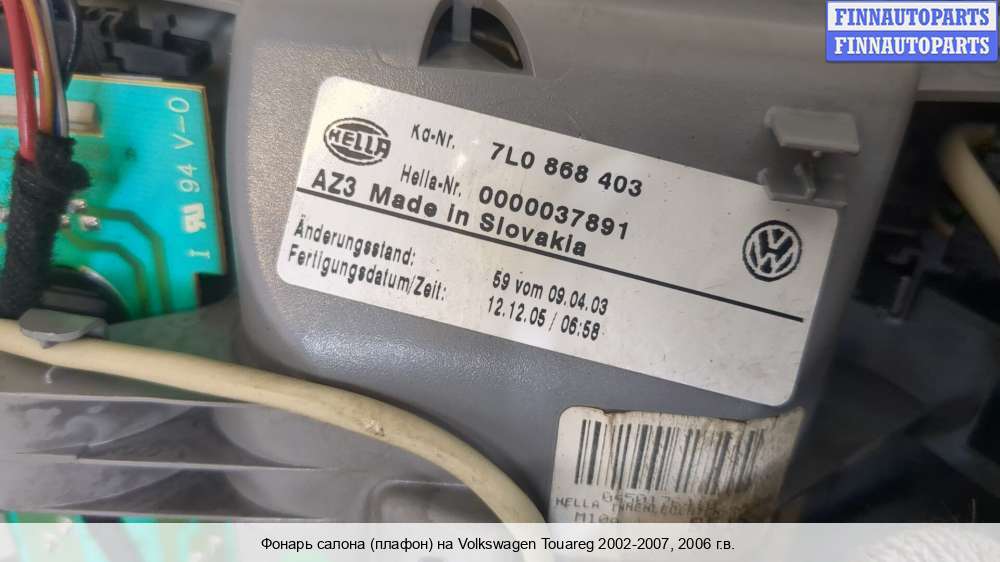 FINNAUTOPARTS
FINNAUTOPARTS
I 94 V-0
HELLA
Kd-Nr. 7L0 868 403
Hella-Nr. 0000037891
AZ3 Made in Slovakia
Änderungsstand: 59 vom 09.04.03
Fertigungsdatum/Zeit: 12.12.05 / 06:58
HELLA
Фонарь салона (плафон) на Volkswagen Touareg 2002-2007, 2006 г.в.